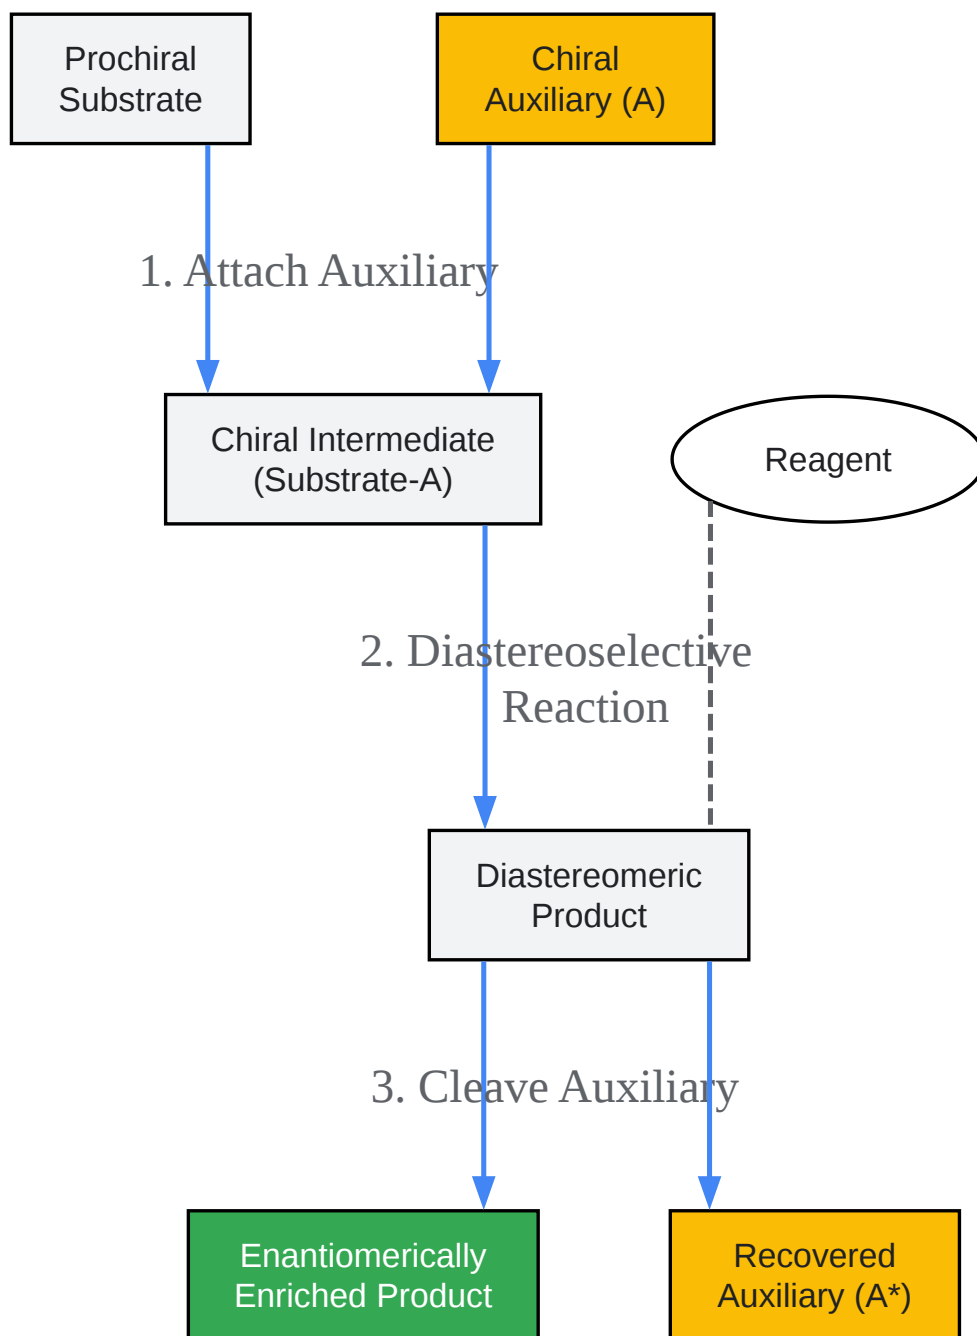 Prochiral
Substrate
Chiral
Auxiliary (A)
1. Attach Auxiliary
Chiral Intermediate
(Substrate-A)
Reagent
2. Diastereoselective
Reaction
Diastereomeric
Product
3. Cleave Auxiliary
Enantiomerically
Enriched Product
Recovered
Auxiliary (A*)